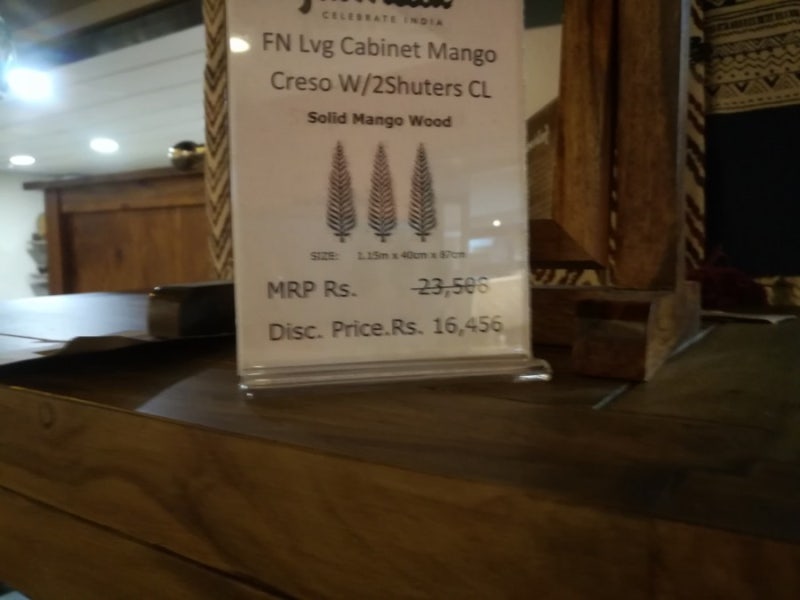 CELEBRATE INDIA
FN Lvg Cabinet Mango
Creso W/2Shuters CL
Solid Mango Wood
SIZE: 1.15m x 40cm x 87cm
MRP Rs. 23,508
Disc. Price.Rs. 16,456